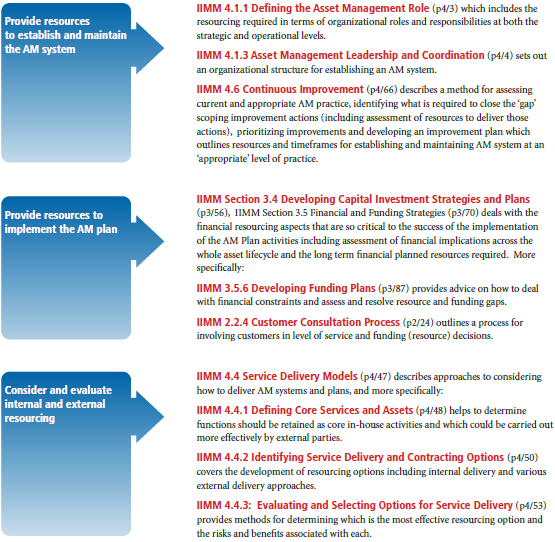 Provide resources
to establish and maintain
the AM system
IIMM 4.1.1 Defining the Asset Management Role (p4/3) which includes the
resourcing required in terms of organizational roles and responsibilities at both the
strategic and operational levels.
IIMM 4.1.3 Asset Management Leadership and Coordination (p4/4) sets out
an organizational structure for establishing an AM system.
IIMM 4.6 Continuous Improvement (p4/66) describes a method for assessing
current and appropriate AM practice, identifying what is required to close the ‘gap’
scoping improvement actions (including assessment of resources to deliver those
actions), prioritizing improvements and developing an improvement plan which
outlines resources and timeframes for establishing and maintaining AM system at an
‘appropriate’ level of practice.
Provide resources to
implement the AM plan
IIMM Section 3.4 Developing Capital Investment Strategies and Plans
(p3/56), IIMM Section 3.5 Financial and Funding Strategies (p3/70) deals with the
financial resourcing aspects that are so critical to the success of the implementation
of the AM Plan activities including assessment of financial implications across the
whole asset lifecycle and the long term financial planned resources required. More
specifically:
IIMM 3.5.6 Developing Funding Plans (p3/87) provides advice on how to deal
with financial constraints and assess and resolve resource and funding gaps.
IIMM 2.2.4 Customer Consultation Process (p2/24) outlines a process for
involving customers in level of service and funding (resource) decisions.
Consider and evaluate
internal and external
resourcing
IIMM 4.4 Service Delivery Models (p4/47) describes approaches to considering
how to deliver AM systems and plans, and more specifically:
IIMM 4.4.1 Defining Core Services and Assets (p4/48) helps to determine
functions should be retained as core in-house activities and which could be carried out
more effectively by external parties.
IIMM 4.4.2 Identifying Service Delivery and Contracting Options (p4/50)
covers the development of resourcing options including internal delivery and various
external delivery approaches.
IIMM 4.4.3: Evaluating and Selecting Options for Service Delivery (p4/53)
provides methods for determining which is the most effective resourcing option and
the risks and benefits associated with each.